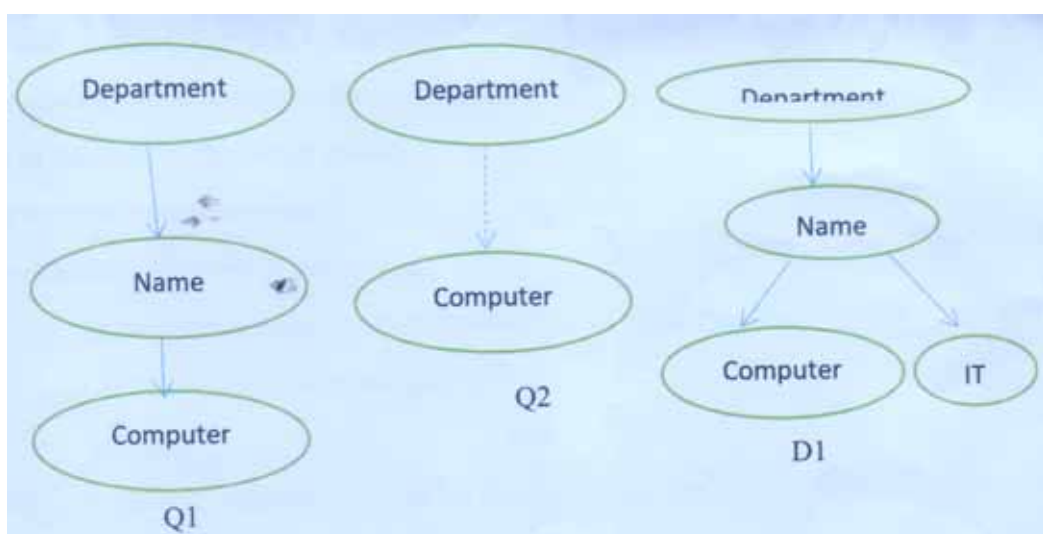 Department
Name
Computer
Q1
Department
Computer
Q2
Department
Name
Computer
IT
D1